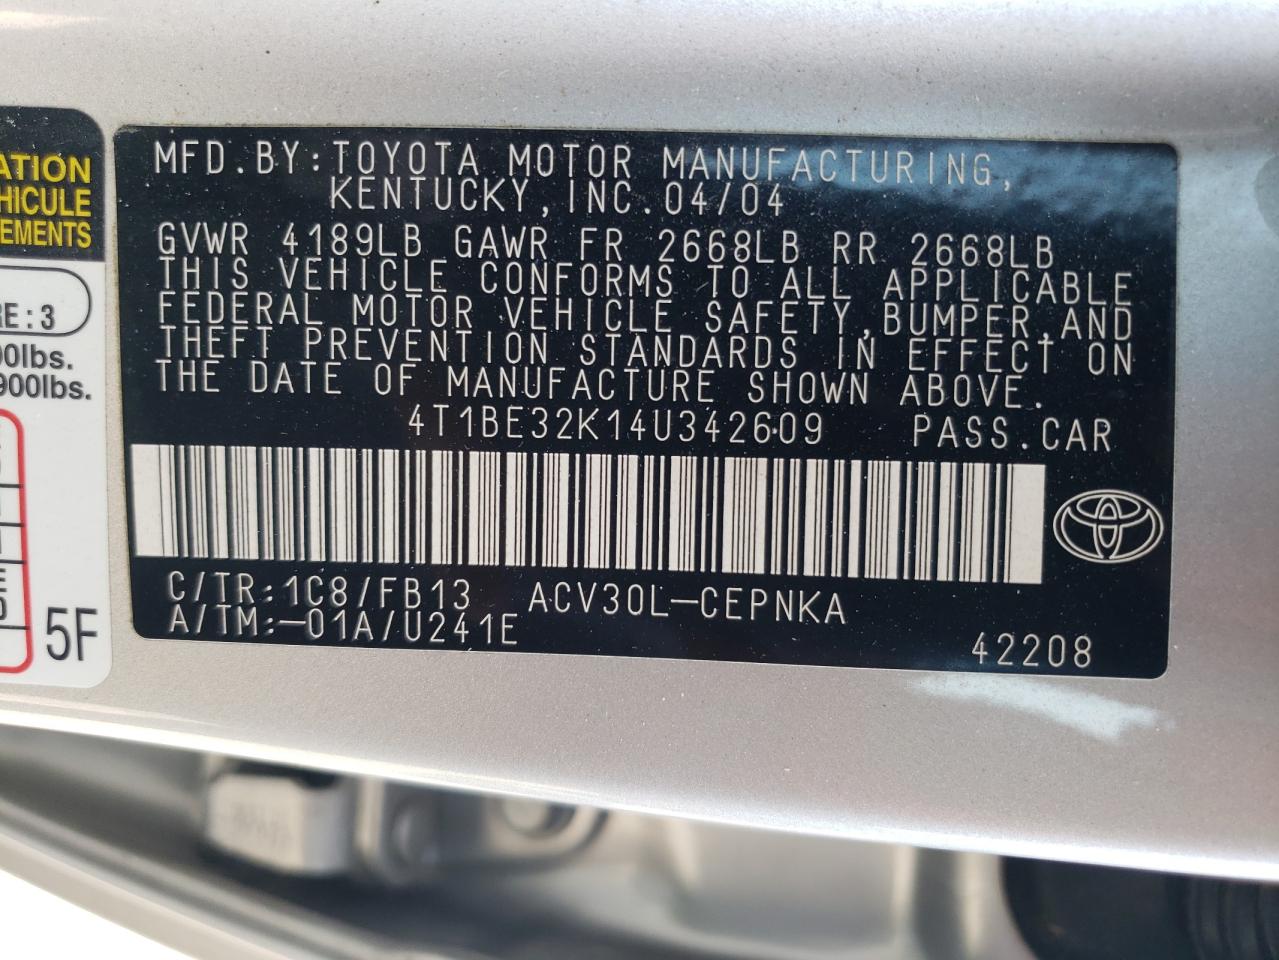 ATION
VEHICLE
EMENTS
RE : 3
00lbs.
900lbs.
5F
MFD.BY:TOYOTA MOTOR MANUFACTURING,
KENTUCKY,INC.04/04
GVWR 4189LB GAWR FR 2668LB RR 2668LB
THIS VEHICLE CONFORMS TO ALL APPLICABLE
FEDERAL MOTOR VEHICLE SAFETY,BUMPER,AND
THEFT PREVENTION STANDARDS IN EFFECT ON
THE DATE OF MANUFACTURE SHOWN ABOVE.
4T1BE32K14U342609 PASS.CAR
C/TR:1C8/FB13 ACV30L-CEPNKA
A/TM:-01A/U241E
42208